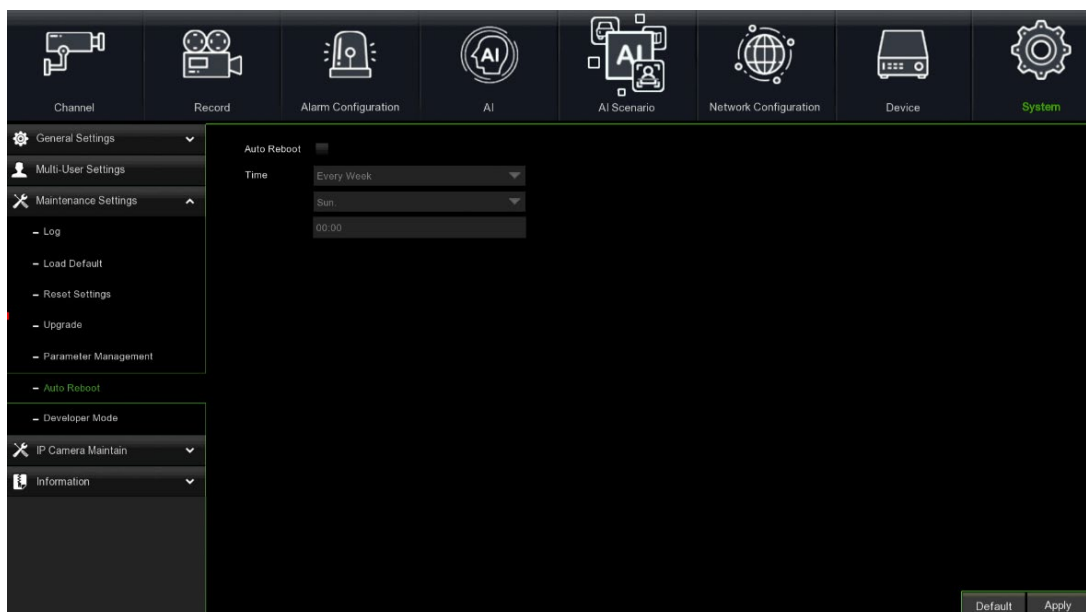 AI
AI
Channel Record Alarm Configuration AI AI Scenario Network Configuration Device System
General Settings
Multi-User Settings
Maintenance Settings
– Log
– Load Default
– Reset Settings
– Upgrade
– Parameter Management
– Auto Reboot
– Developer Mode
IP Camera Maintain
Information
Auto Reboot
Time Every Week
Sun.
00:00
Default Apply